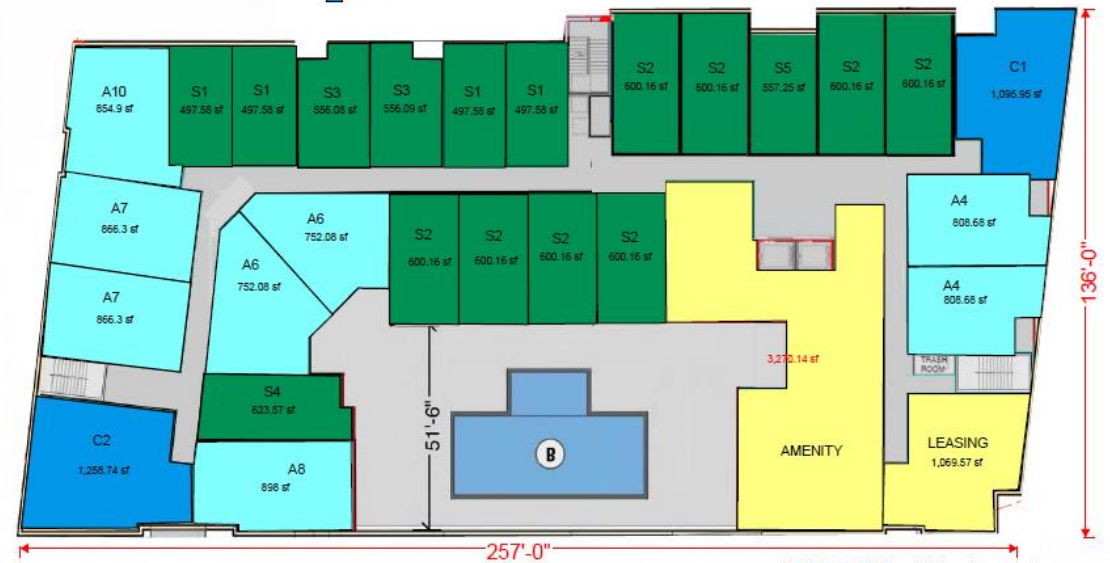 A10
854.9 sf
S1
497.58 sf
S1
497.58 sf
S3
556.08 sf
S3
556.09 sf
S1
497.58 sf
S1
497.58 sf
S2
600.16 sf
S2
600.16 sf
S5
557.25 sf
S2
600.16 sf
S2
600.16 sf
C1
1,095.95 sf
A7
866.3 sf
A6
752.08 sf
A6
752.08 sf
S2
600.16 sf
S2
600.16 sf
S2
600.16 sf
S2
600.16 sf
A4
808.68 sf
A4
808.68 sf
136'-0"
A7
866.3 sf
3,270.14 sf
TRASH
ROOM
S4
623.57 sf
51'-6"
C2
1,258.74 sf
A8
898 sf
B
AMENITY
LEASING
1,069.57 sf
257'-0"